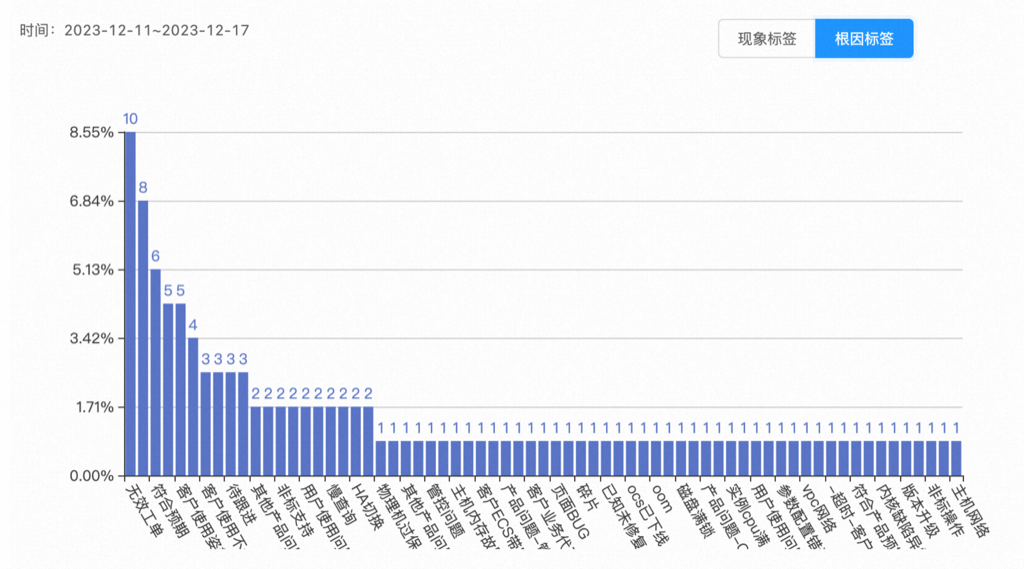 时间：2023-12-11~2023-12-17
现象标签 根因标签
10
8.55%
8
6.84%
6
5.13%
5 5
4
3.42%
3 3 3 3
2 2 2 2 2 2 2 2 2 2
1.71%
1 1 1 1 1 1 1 1 1 1 1 1 1 1 1 1 1 1 1 1 1 1 1 1 1 1 1 1 1 1 1 1 1 1 1 1 1 1 1 1 1 1 1 1 1 1 1
0.00%
无效工单
符合预期
客户使用姿
客户使用不
待跟进
其他产品问
非标支持
用户使用问
慢查询
HA切换
物理机过保
其他产品问
管控问题
主机内存故
客户ECS带
产品问题_
客户业务代
页面BUG
碎片
已知未修复
ocs已下线
oom
磁盘满锁
产品问题–
实例cpu满
用户使用问
参数配置错
vpc网络
一起时–客户
符合产品预
内核缺陷异
版本升级
非标操作
主机网络